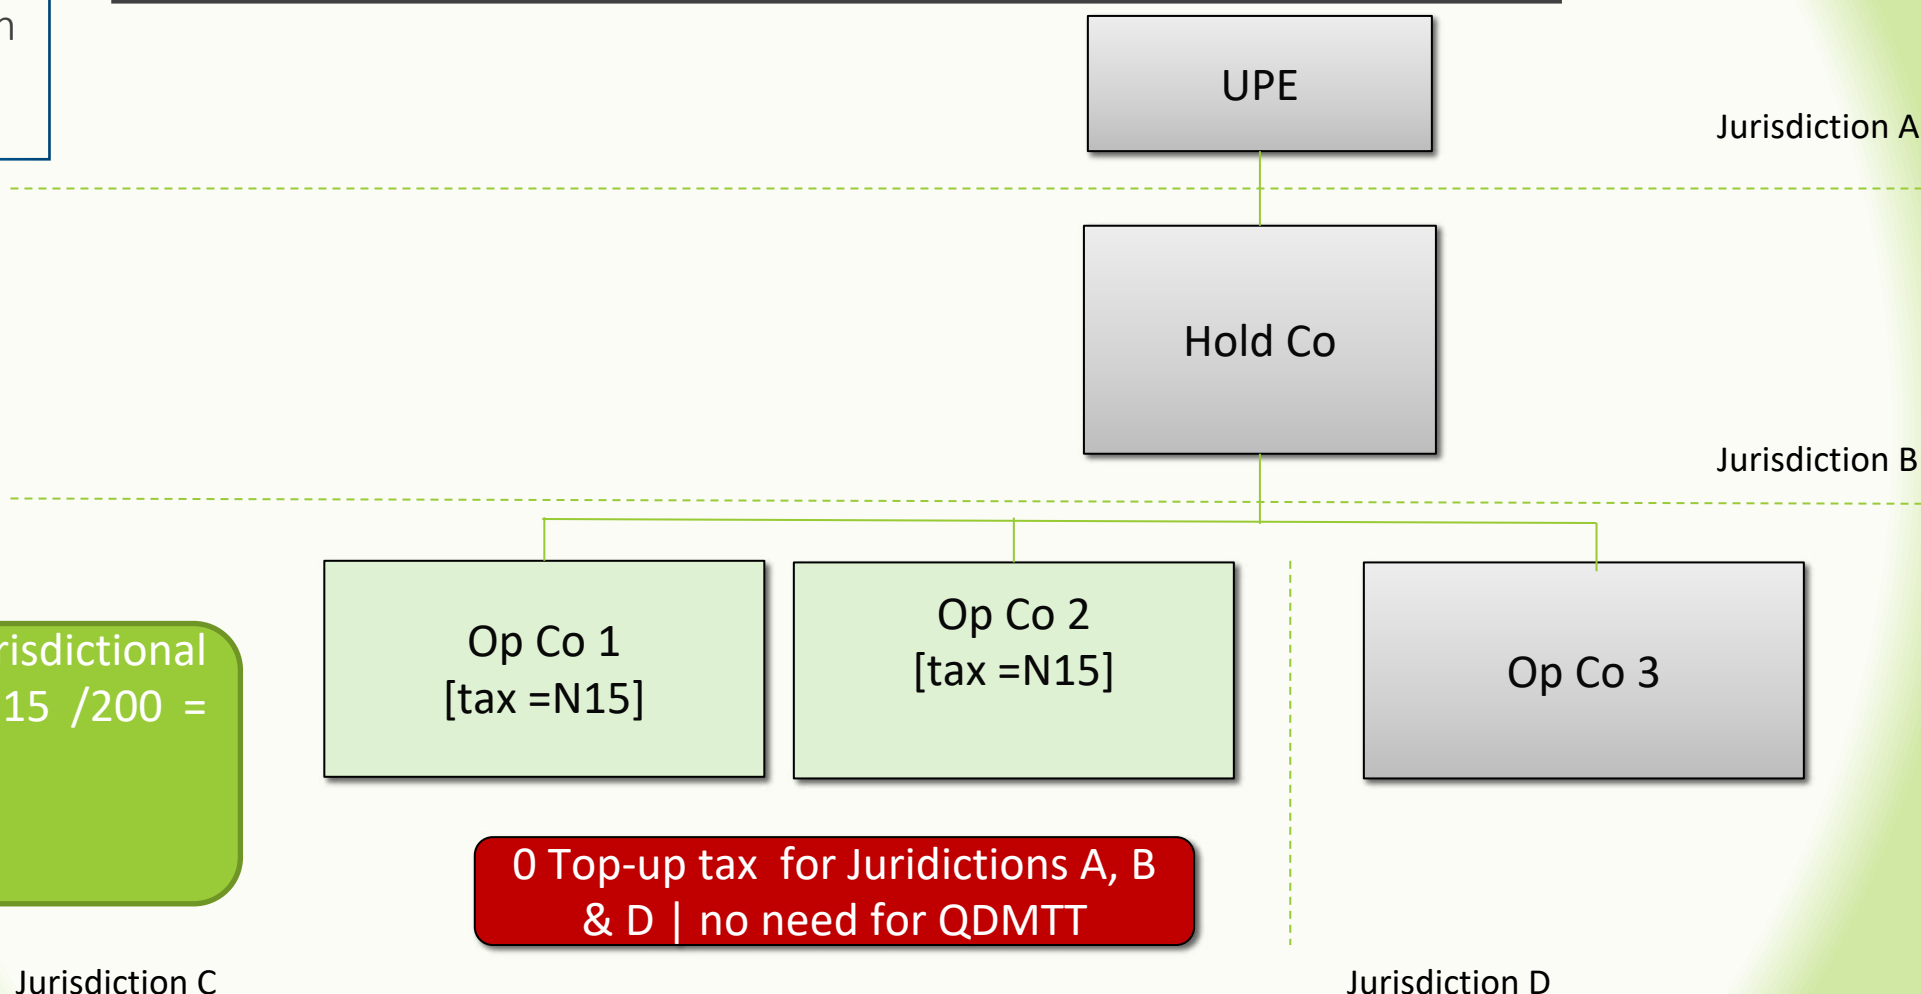 n
UPE
Jurisdiction A
Hold Co
Jurisdiction B
Op Co 1
[tax =N15]
Op Co 2
[tax =N15]
Op Co 3
risdictional
15 /200 =
0 Top-up tax for Juridictions A, B
& D | no need for QDMTT
Jurisdiction C
Jurisdiction D